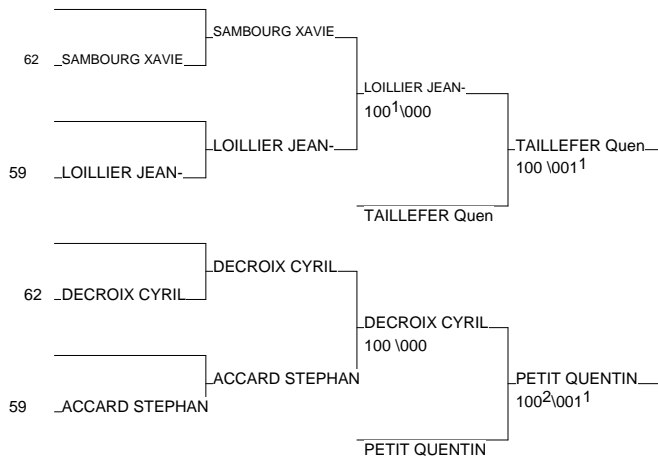 SAMBOURG XAVIE
62 SAMBOURG XAVIE
LOILLIER JEAN-
100¹\000
LOILLIER JEAN-
TAILLEFER Quen
100 \001¹
59 LOILLIER JEAN-
TAILLEFER Quen
DECROIX CYRIL
62 DECROIX CYRIL
DECROIX CYRIL
100 \000
ACCARD STEPHAN
PETIT QUENTIN
100²\001¹
59 ACCARD STEPHAN
PETIT QUENTIN